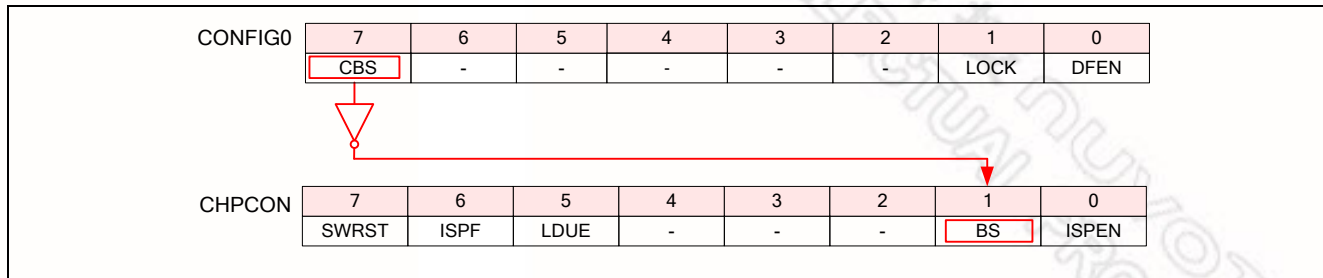 CONFIG0 7 6 5 4 3 2 1 0
CBS - - - - - LOCK DFEN
CHPCON 7 6 5 4 3 2 1 0
SWRST ISPF LDUE - - - BS ISPEN
NUVOT